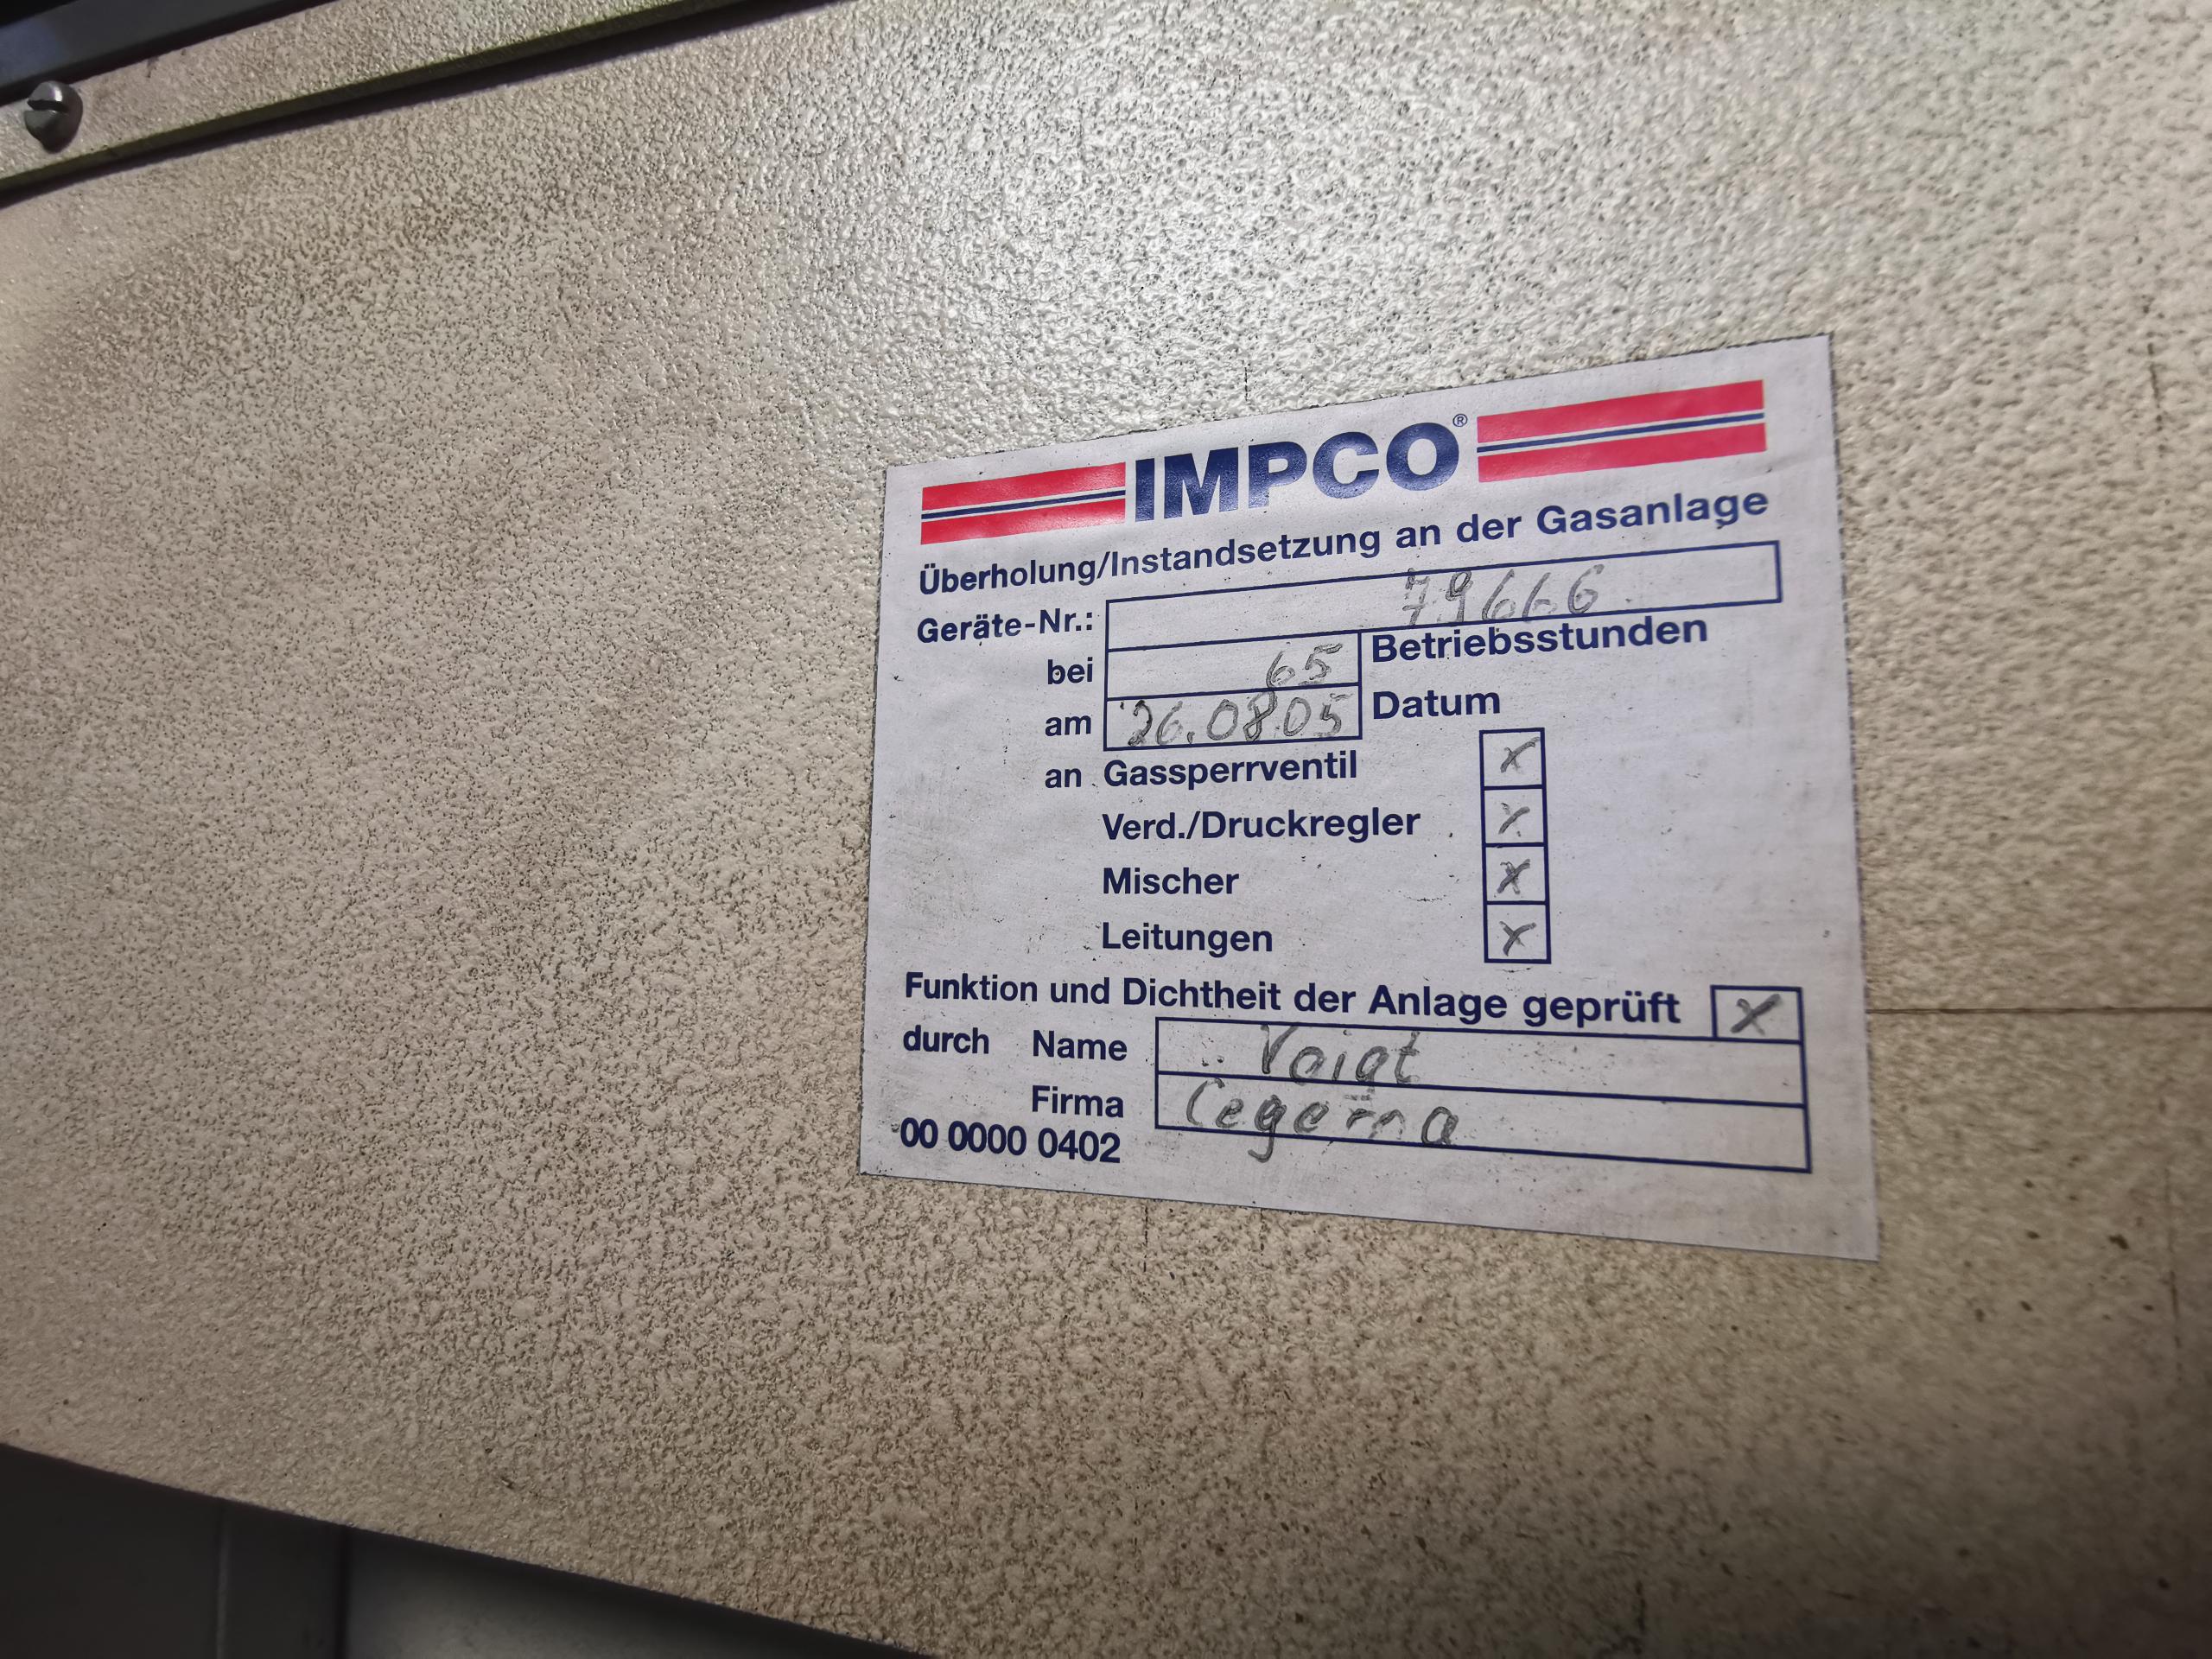 IMPCO®
Überholung/Instandsetzung an der Gasanlage
Geräte-Nr.: 79666
bei 65 Betriebsstunden
am 26.08.05 Datum
an Gassperrventil X
Verd./Druckregler X
Mischer X
Leitungen X
Funktion und Dichtheit der Anlage geprüft X
durch Name Voigt
Firma
00 0000 0402